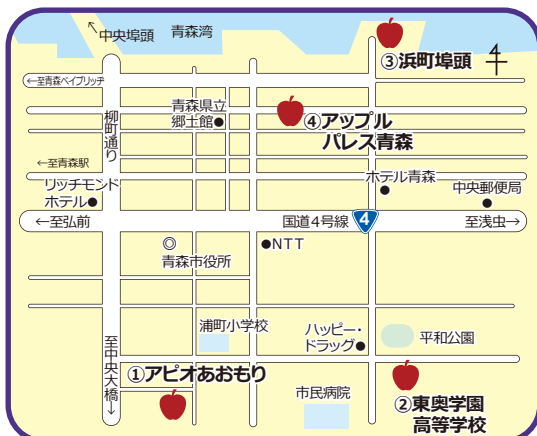 中央埠頭
青森湾
③浜町埠頭
←至青森ベイブリッヂ
柳町通り
青森県立
郷土館
④アップル
パレス青森
←至青森駅
リッチモンド
ホテル
ホテル青森
中央郵便局
←至弘前
国道4号線
4
至浅虫→
◎
青森市役所
NTT
浦町小学校
ハッピー・
ドラッグ
平和公園
至中央大橋→
①アピオあおもり
市民病院
②東奥学園
高等学校